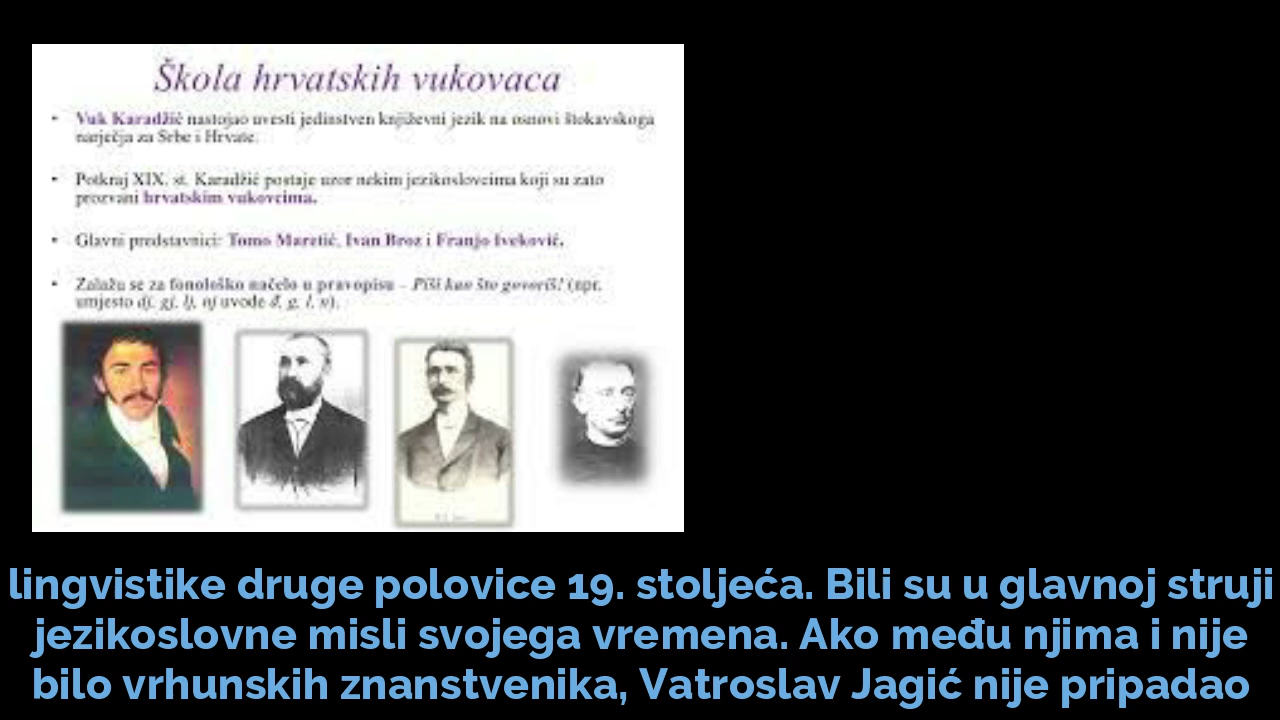 Škola hrvatskih vukovaca
• Vuk Karadžić nastojao uvesti jedinstven književni jezik na osnovi štokavskoga
narječja za Srbe i Hrvate.
• Potkraj XIX. st. Karadžić postaje uzor nekim jezikoslovcima koji su zato
prozvani hrvatskim vukovcima.
• Glavni predstavnici: Tomo Maretić, Ivan Broz i Franjo Iveković.
• Zalažu se za fonološko načelo u pravopisu – Piši kao što govoriš! (npr.
umjesto dj, gj, lj, nj uvode
lingvistike druge polovice 19. stoljeća. Bili su u glavnoj struji
jezikoslovne misli svojega vremena. Ako među njima i nije
bilo vrhunskih znanstvenika, Vatroslav Jagić nije pripadao